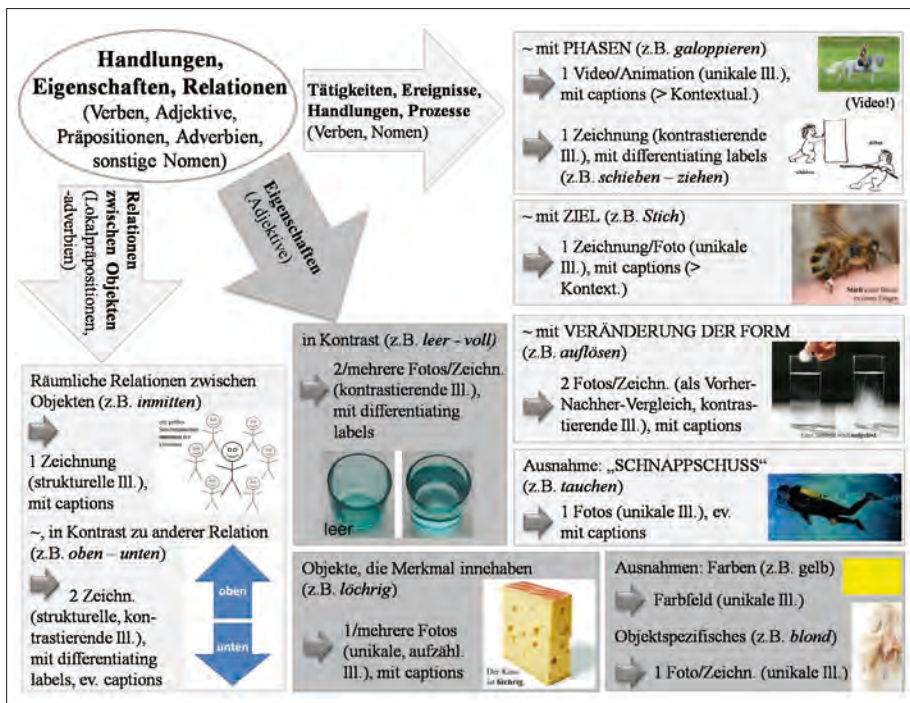 Handlungen,
Eigenschaften, Relationen
(Verben, Adjektive,
Präpositionen, Adverbien,
sonstige Nomen)
Tätigkeiten, Ereignisse,
Handlungen, Prozesse
(Verben, Nomen)
Eigenschaften
(Adjektive)
Relationen
zwischen Objekten
(Lokalpräpositionen,
-adverbien)
~ mit PHASEN (z.B. galoppieren)
1 Video/Animation (unikale Ill.),
mit captions (> Kontextual.)
(Video!)
1 Zeichnung (kontrastierende
Ill.), mit differentiating labels
(z.B. schieben – ziehen)
~ mit ZIEL (z.B. Stich)
1 Zeichnung/Foto (unikale
Ill.), mit captions (>
Kontext.)
Stich einer Biene
in einen Finger
~ mit VERÄNDERUNG DER FORM
(z.B. auflösen)
2 Fotos/Zeichn. (als Vorher-
Nachher-Vergleich, kontras-
tierende Ill.), mit captions
wird aufgelöst.
Ausnahme: „SCHNAPPSCHUSS“
(z.B. tauchen)
1 Fotos (unikale Ill.), ev.
mit captions
in Kontrast (z.B. leer - voll)
2/mehrere Fotos/Zeichn.
(kontrastierende Ill.),
mit differentiating
labels
leer
Räumliche Relationen zwischen
Objekten (z.B. inmitten)
1 Zeichnung
(strukturelle Ill.),
mit captions
~, in Kontrast zu anderer Relation
(z.B. oben – unten)
2 Zeichn.
(strukturelle, kon-
trastierende Ill.),
mit differentiating
labels, ev. captions
oben
unten
Objekte, die Merkmal innehaben
(z.B. löchrig)
1/mehrere Fotos
(unikale, aufzähl.
Ill.), mit captions
Der Käse
ist löchrig.
Ausnahmen: Farben (z.B. gelb)
Farbfeld (unikale Ill.)
Objektspezifisches (z.B. blond)
1 Foto/Zeichn. (unikale Ill.)